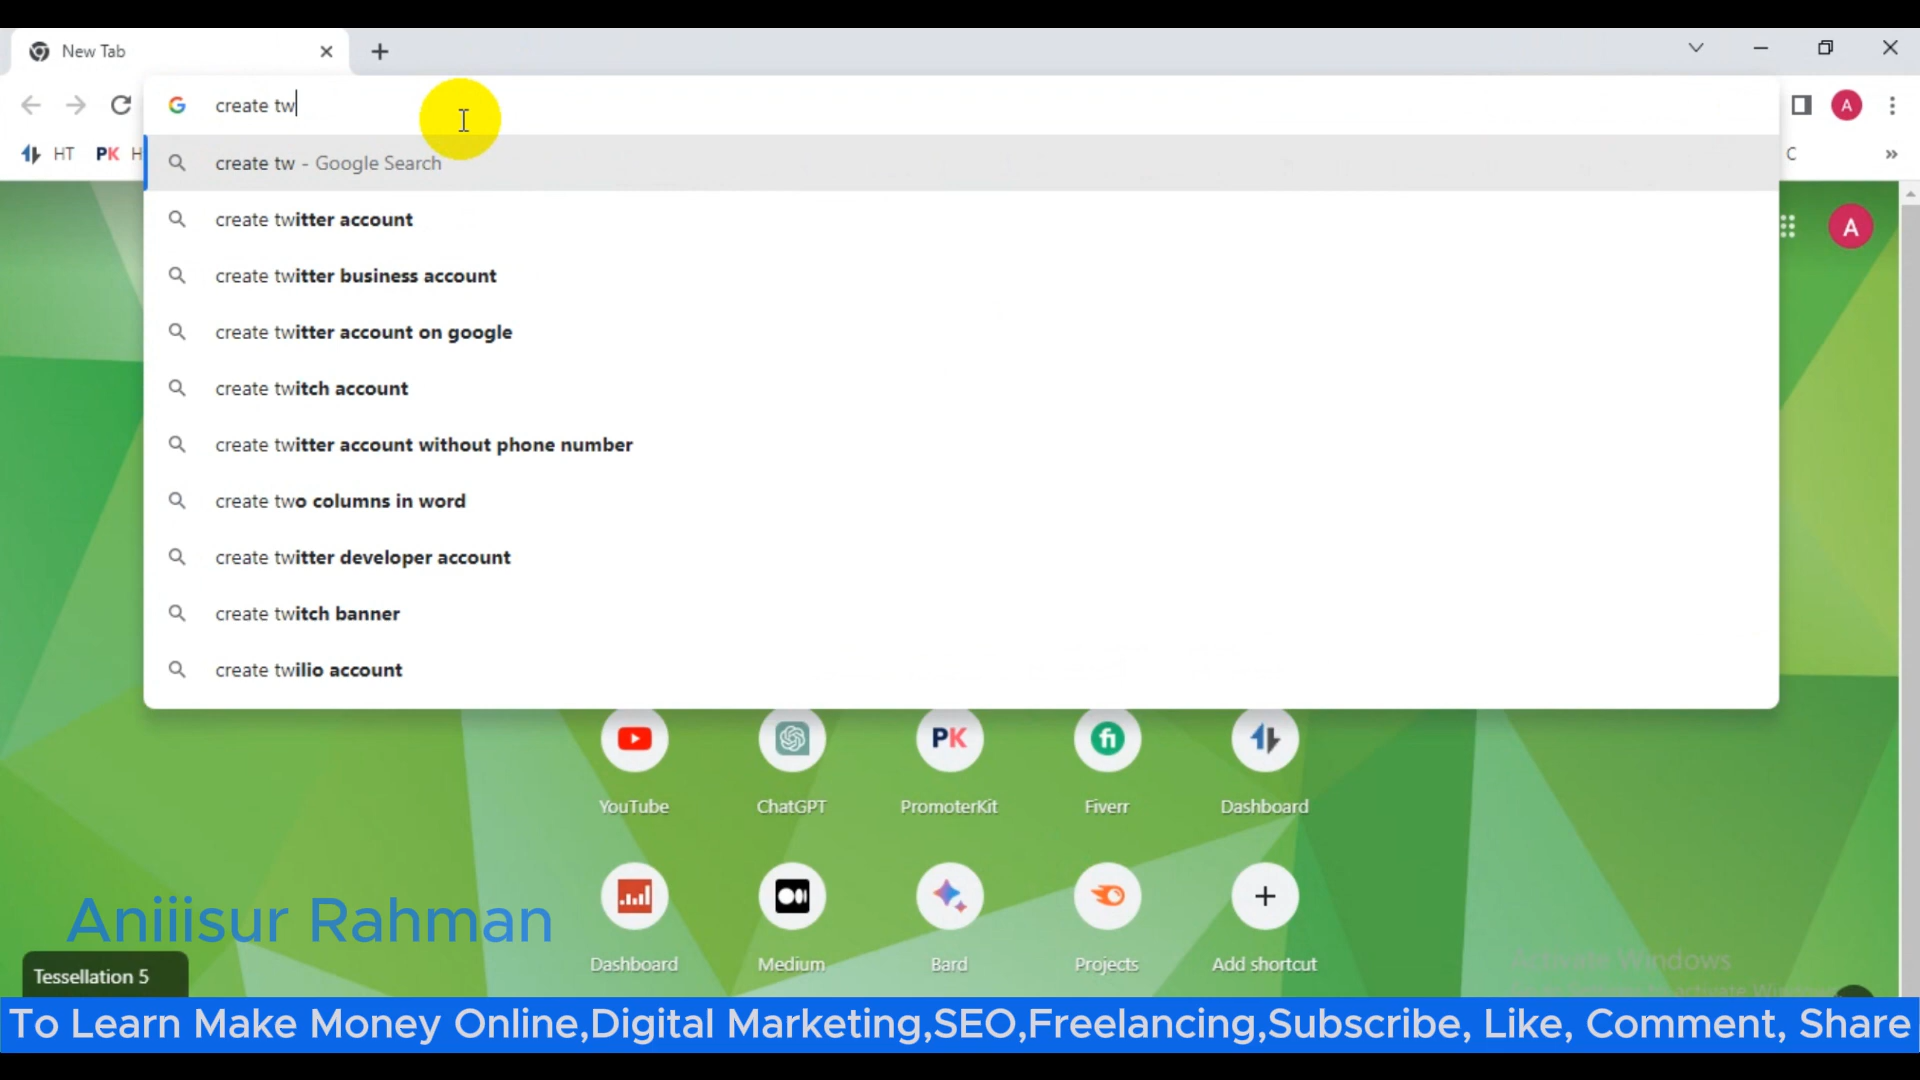 New Tab
create tw
HT PK H C
create tw - Google Search
create twitter account
create twitter business account
create twitter account on google
create twitch account
create twitter account without phone number
create two columns in word
create twitter developer account
create twitch banner
create twilio account
A
A
PK
YouTube ChatGPT PromoterKit Fiverr Dashboard
Dashboard Medium Bard Projects Add shortcut
Aniiisur Rahman
Tessellation 5
Activate Windows
To Learn Make Money Online,Digital Marketing,SEO,Freelancing,Subscribe, Like, Comment, Share